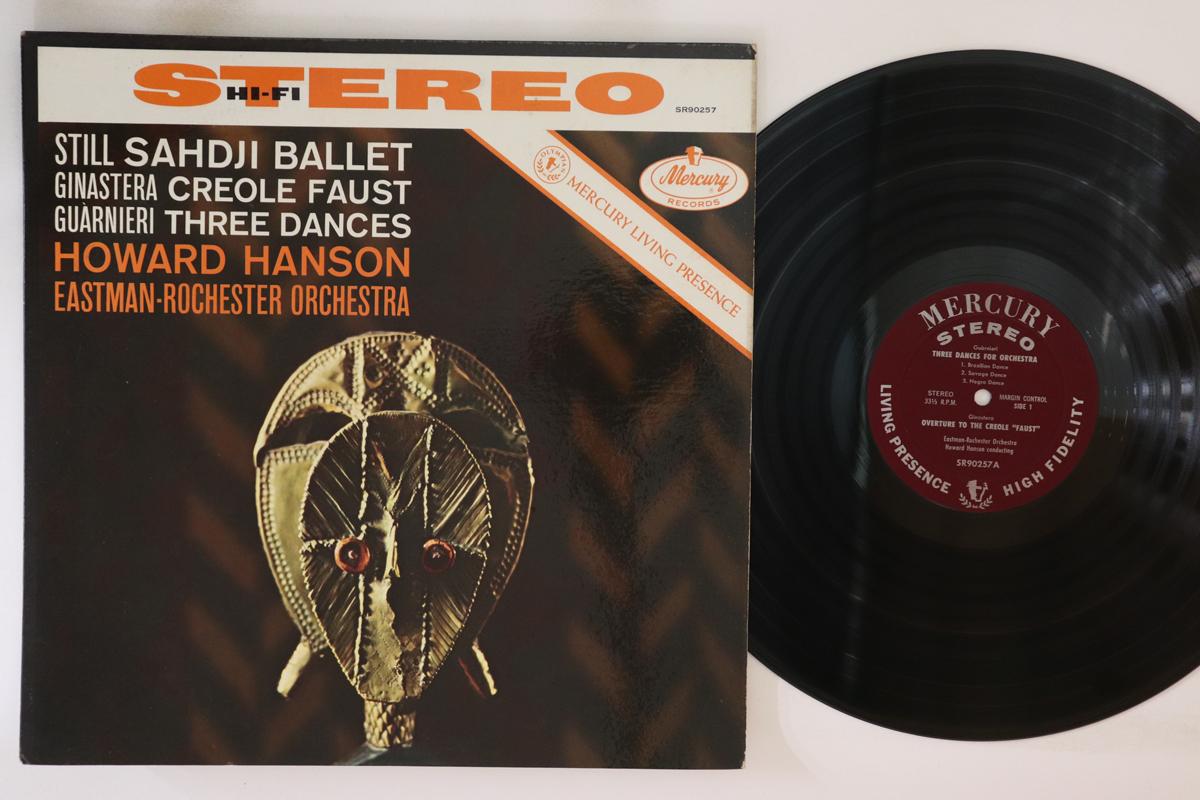 STEREO
HI-FI
SR90257
STILL SAHDJI BALLET
GINASTERA CREOLE FAUST
GUÀRNIERI THREE DANCES
HOWARD HANSON
EASTMAN-ROCHESTER ORCHESTRA
OLYMPIAN
MERCURY LIVING PRESENCE
Mercury
RECORDS
MERCURY
STEREO
Guàrnieri
THREE DANCES FOR ORCHESTRA
1. Brazilian Dance
2. Savage Dance
3. Negro Dance
STEREO
33⅓ R.P.M.
MARGIN CONTROL
SIDE 1
Ginastera
OVERTURE TO THE CREOLE "FAUST"
Eastman-Rochester Orchestra
Howard Hanson conducting
SR90257A
LIVING PRESENCE
HIGH FIDELITY